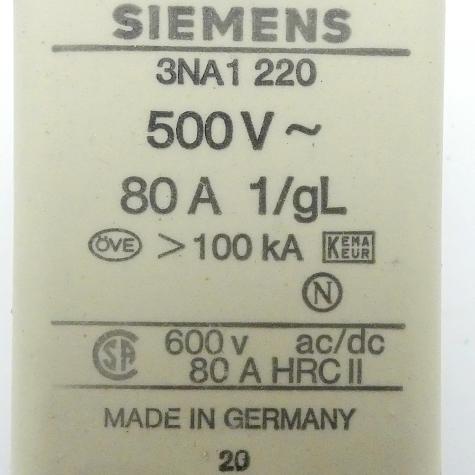 SIEMENS
3NA1 220
500 V ~
80 A 1/gL
ÖVE > 100 kA KEMA KEUR
N
SA 600 v ac/dc
80 A HRC II
MADE IN GERMANY
20